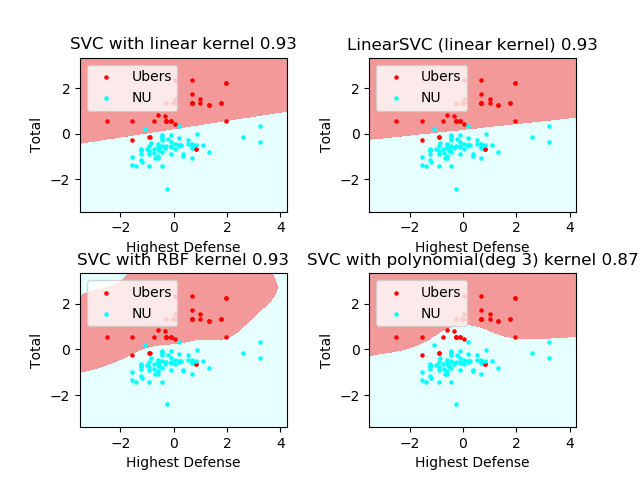 SVC with linear kernel 0.93
LinearSVC (linear kernel) 0.93
Ubers
NU
Ubers
NU
2
0
−2
2
0
−2
Total
Total
−2 0 2 4
−2 0 2 4
Highest Defense
Highest Defense
SVC with RBF kernel 0.93
SVC with polynomial(deg 3) kernel 0.87
Ubers
NU
Ubers
NU
2
0
−2
2
0
−2
Total
Total
−2 0 2 4
−2 0 2 4
Highest Defense
Highest Defense